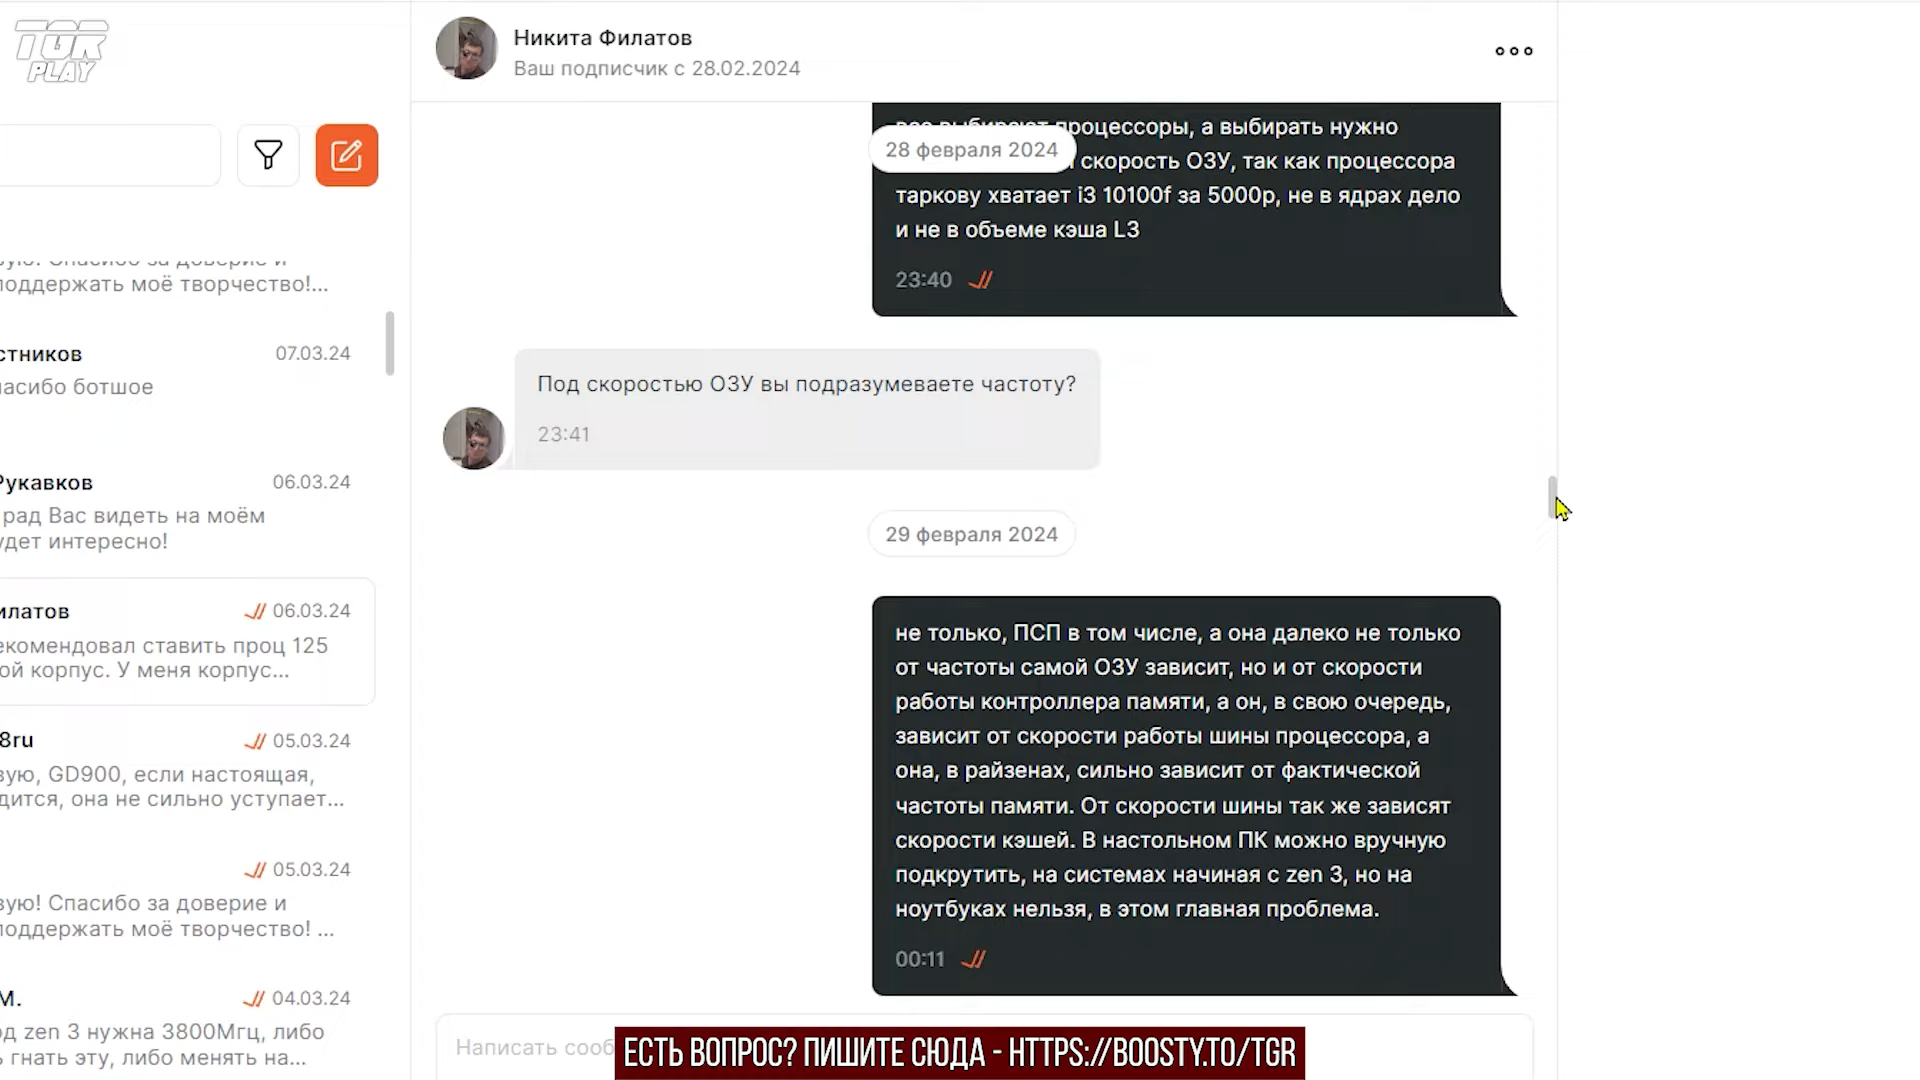 TGR
PLAY
Никита Филатов
Ваш подписчик с 28.02.2024
поддержать моё творчество!...
стников
07.03.24
пасибо ботшое
Рукавков
06.03.24
рад Вас видеть на моём
удет интересно!
илатов
06.03.24
екомендовал ставить проц 125
ой корпус. У меня корпус...
8ru
05.03.24
вую, GD900, если настоящая,
дится, она не сильно уступает...
05.03.24
вую! Спасибо за доверие и
поддержать моё творчество! ...
М.
04.03.24
од zen 3 нужна 3800Мгц, либо
гнать эту, либо менять на...
все выбирают процессоры, а выбирать нужно
28 февраля 2024
скорость ОЗУ, так как процессора
таркову хватает i3 10100f за 5000р, не в ядрах дело
и не в объеме кэша L3
23:40
Под скоростью ОЗУ вы подразумеваете частоту?
23:41
29 февраля 2024
не только, ПСП в том числе, а она далеко не только
от частоты самой ОЗУ зависит, но и от скорости
работы контроллера памяти, а он, в свою очередь,
зависит от скорости работы шины процессора, а
она, в райзенах, сильно зависит от фактической
частоты памяти. От скорости шины так же зависят
скорости кэшей. В настольном ПК можно вручную
подкрутить, на системах начиная с zen 3, но на
ноутбуках нельзя, в этом главная проблема.
00:11
Написать сооб
ЕСТЬ ВОПРОС? ПИШИТЕ СЮДА - HTTPS://BOOSTY.TO/TGR